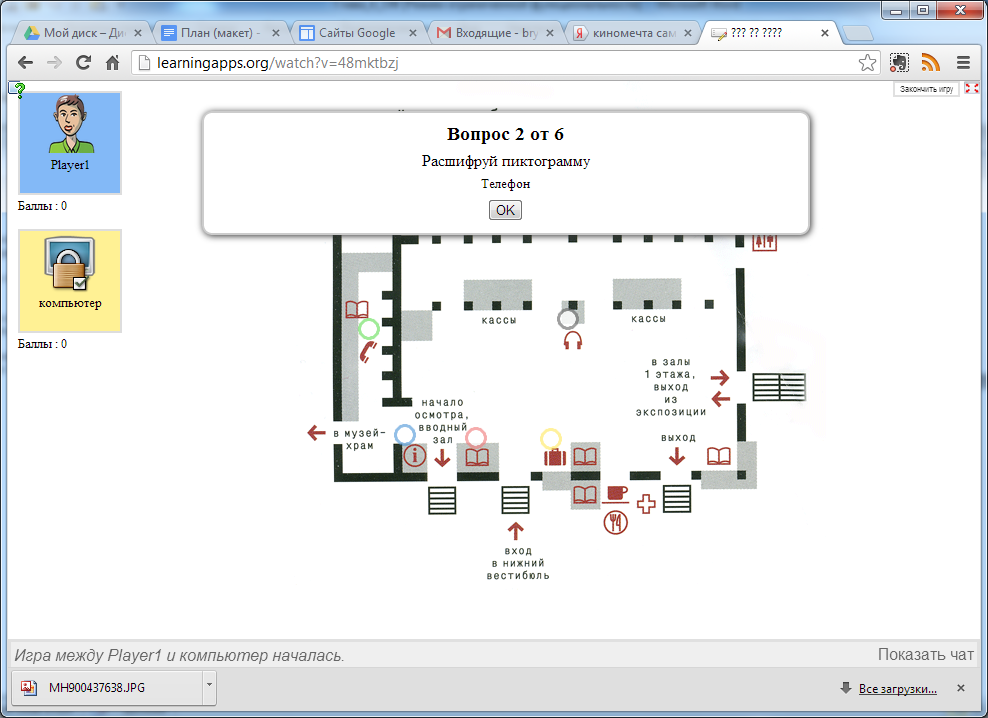 Мой диск – Ди
План (макет) -
Сайты Google
Входящие - bry
киномечта сам
??? ?? ????
learningapps.org/watch?v=48mktbzj
Закончить игру
Player1
Баллы : 0
компьютер
Баллы : 0
Вопрос 2 от 6
Расшифруй пиктограмму
Телефон
OK
кассы
кассы
в залы
1 этажа,
выход
из
экспозиции
начало
осмотра,
вводный
зал
в музей-
храм
выход
вход
в нижний
вестибюль
Игра между Player1 и компьютер началась.
Показать чат
MH900437638.JPG
Все загрузки...